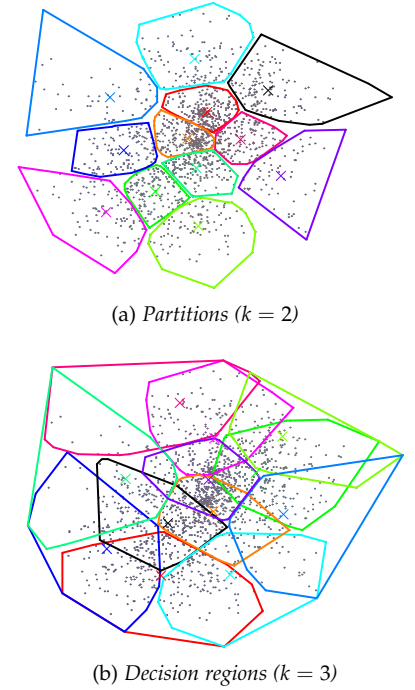 (a) Partitions (k = 2)
(b) Decision regions (k = 3)